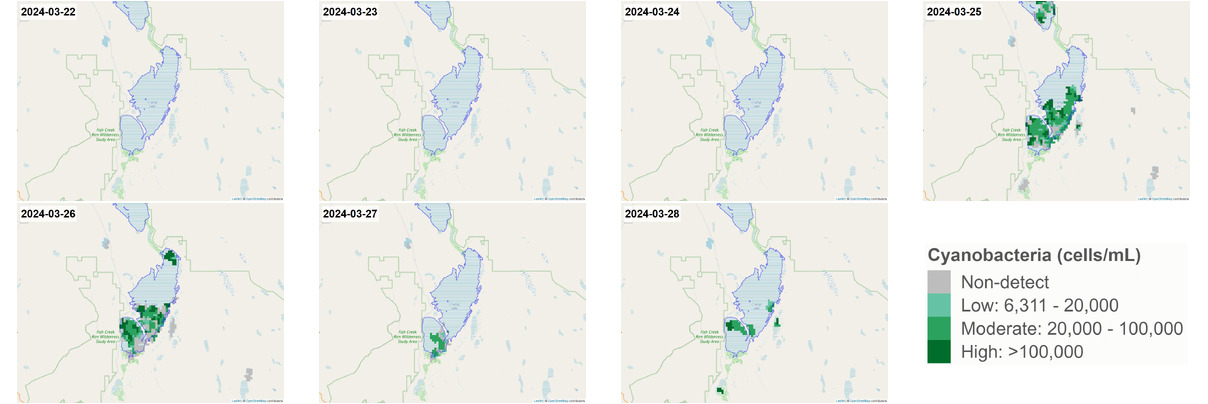 2024-03-22
Fish Creek
Rim Wilderness
Study Area
Leaflet | © OpenStreetMap contributors
2024-03-23
Fish Creek
Rim Wilderness
Study Area
Leaflet | © OpenStreetMap contributors
2024-03-24
Fish Creek
Rim Wilderness
Study Area
Leaflet | © OpenStreetMap contributors
2024-03-25
Fish Creek
Rim Wilderness
Study Area
Leaflet | © OpenStreetMap contributors
2024-03-26
Fish Creek
Rim Wilderness
Study Area
Leaflet | © OpenStreetMap contributors
2024-03-27
Fish Creek
Rim Wilderness
Study Area
Leaflet | © OpenStreetMap contributors
2024-03-28
Fish Creek
Rim Wilderness
Study Area
Leaflet | © OpenStreetMap contributors
Cyanobacteria (cells/mL)
Non-detect
Low: 6,311 - 20,000
Moderate: 20,000 - 100,000
High: >100,000